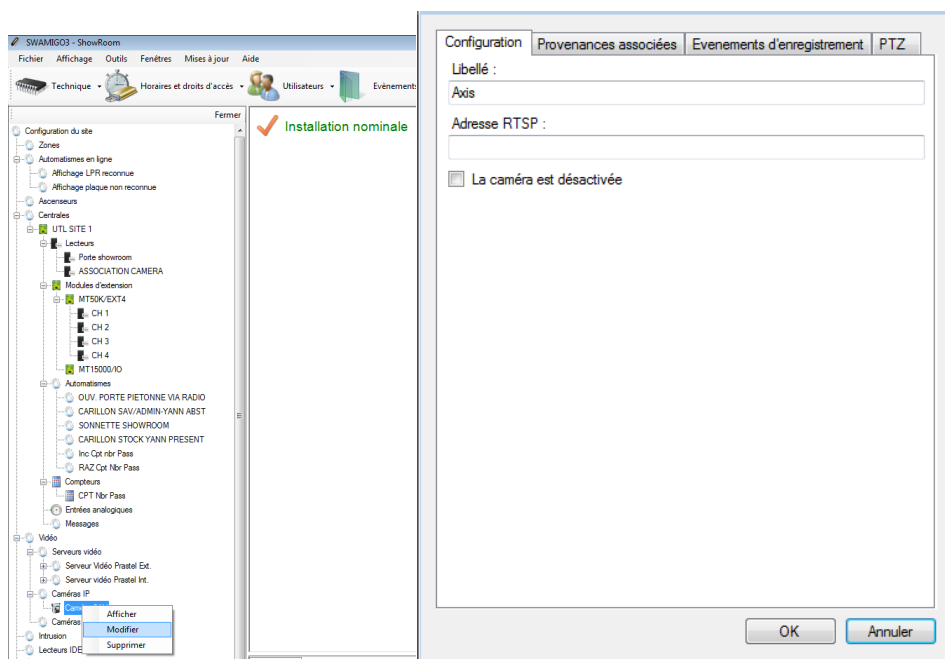 SWAMIGO3 - ShowRoom
Fichier Affichage Outils Fenêtres Mises à jour Aide
Technique Horaires et droits d'accès Utilisateurs Evènements
Fermer
Configuration du site
Zones
Automatismes en ligne
Affichage LPR reconnue
Affichage plaque non reconnue
Ascenseurs
Centrales
UTL SITE 1
Lecteurs
Porte showroom
ASSOCIATION CAMERA
Modules d'extension
MT50K/EXT4
CH 1
CH 2
CH 3
CH 4
MT15000/IO
Automatismes
OUV. PORTE PIETONNE VIA RADIO
CARILLON SAV/ADMIN-YANN ABST
SONNETTE SHOWROOM
CARILLON STOCK YANN PRESENT
Inc Cpt nbr Pass
RAZ Cpt Nbr Pass
Compteurs
CPT Nbr Pass
Entrées analogiques
Messages
Vidéo
Serveurs vidéo
Serveur Vidéo Prastel Ext.
Serveur vidéo Prastel Int.
Caméras IP
Caméras
Intrusion
Lecteurs IDE
Afficher
Modifier
Supprimer
Installation nominale
Configuration Provenances associées Evenements d'enregistrement PTZ
Libellé :
Axis
Adresse RTSP :
La caméra est désactivée
OK Annuler